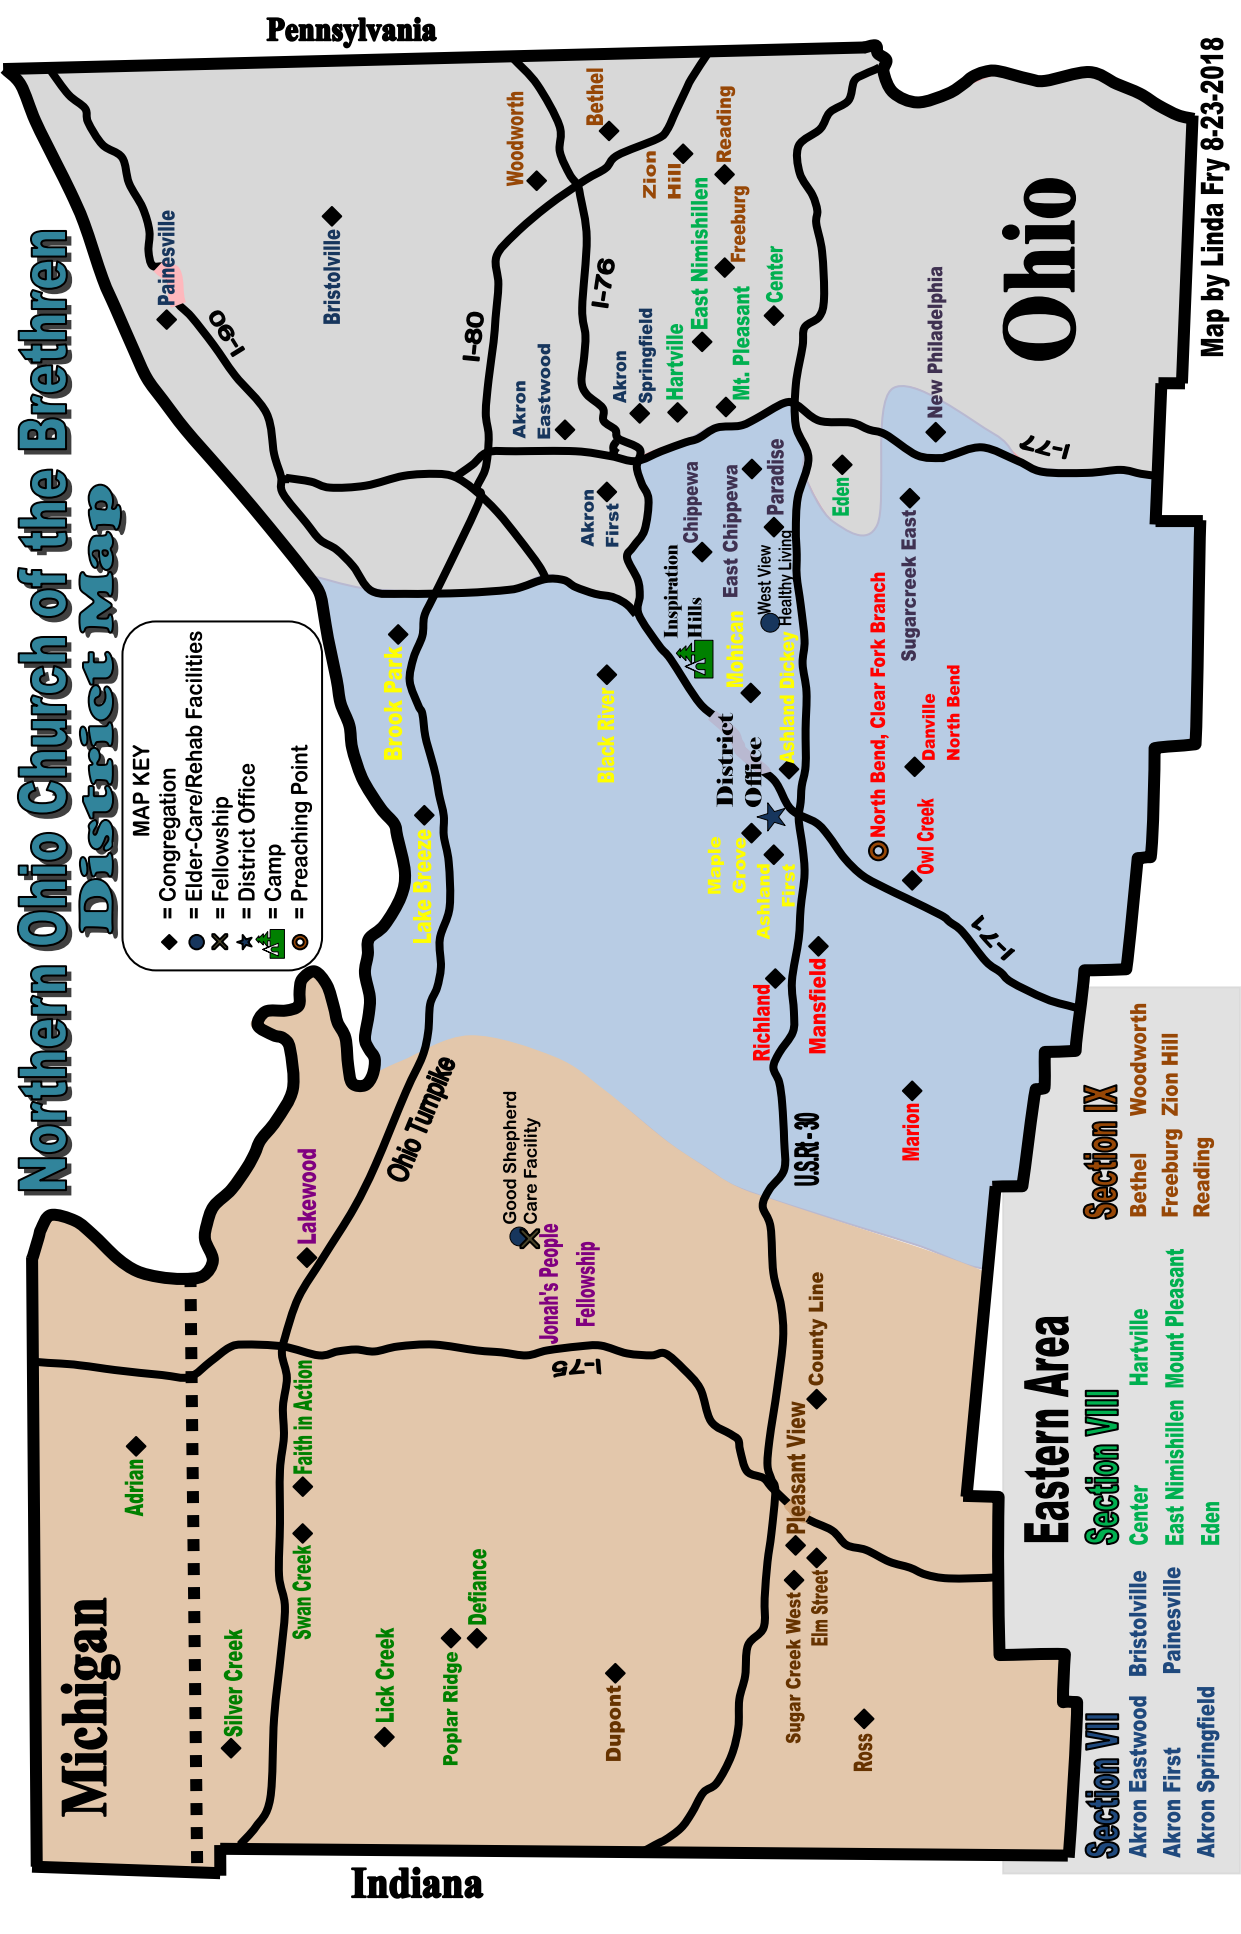 Northern Ohio Church of the Brethren
District Map
MAP KEY
= Congregation
= Elder-Care/Rehab Facilities
= Fellowship
= District Office
= Camp
= Preaching Point
Michigan
Indiana
Pennsylvania
Ohio
Adrian
Silver Creek
Swan Creek
Faith in Action
Lakewood
Lick Creek
Poplar Ridge
Defiance
Good Shepherd
Care Facility
Jonah's People
Fellowship
Dupont
Sugar Creek West
Pleasant View
Elm Street
County Line
Ross
I-75
Ohio Turnpike
U.S.Rt - 30
Lake Breeze
Brook Park
Black River
Maple
Grove
Ashland
First
District
Office
Ashland Dickey
Mohican
Inspiration
Hills
West View
Healthy Living
Chippewa
East Chippewa
Paradise
Richland
Mansfield
Marion
Owl Creek
North Bend, Clear Fork Branch
Danville
North Bend
Sugarcreek East
New Philadelphia
Eden
I-71
I-77
Painesville
I-90
Bristolville
I-80
I-76
Akron
Eastwood
Akron
First
Akron
Springfield
Hartville
East Nimishillen
Mt. Pleasant
Center
Woodworth
Bethel
Zion
Hill
Reading
Freeburg
Eastern Area
Section VII
Akron Eastwood Bristolville
Akron First Painesville
Akron Springfield
Section VIII
Center Hartville
East Nimishillen Mount Pleasant
Eden
Section IX
Bethel Woodworth
Freeburg Zion Hill
Reading
Map by Linda Fry 8-23-2018